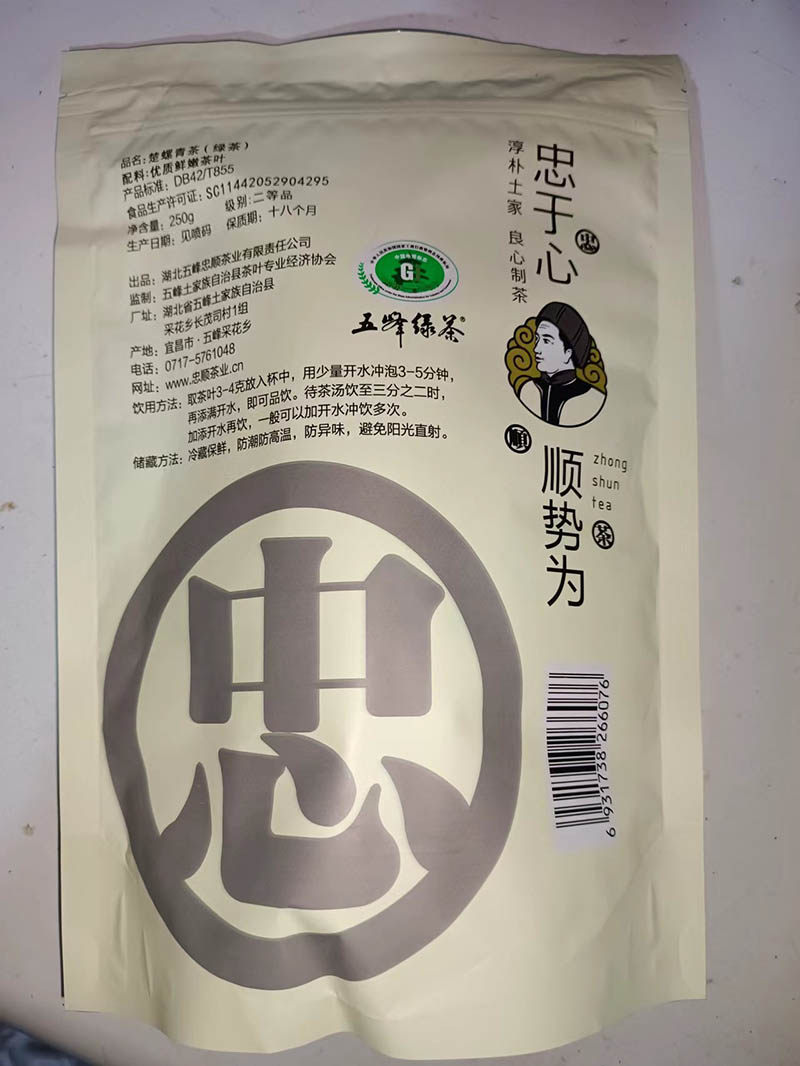 品名：楚螺青茶（绿茶）
配料：优质鲜嫩茶叶
产品标准：DB42/T855
食品生产许可证：SC11442052904295
净含量：250g 级别：二等品
生产日期：见喷码 保质期：十八个月
出品：湖北五峰忠顺茶业有限责任公司
监制：五峰土家族自治县茶叶专业经济协会
厂址：湖北省五峰土家族自治县
采花乡长茂司村1组
产地：宜昌市·五峰采花乡
电话：0717-5761048
网址：www.忠顺茶业.cn
饮用方法：取茶叶3-4克放入杯中，用少量开水冲泡3-5分钟，
再添满开水，即可品饮。待茶汤饮至三分之二时，
加添开水再饮，一般可以加开水冲饮多次。
储藏方法：冷藏保鲜，防潮防高温，防异味，避免阳光直射。
G
五峰绿茶®
忠于心
忠
淳朴土家 良心制茶
顺势为
順
茶
zhong
shun
tea
6 931738 266076
忠